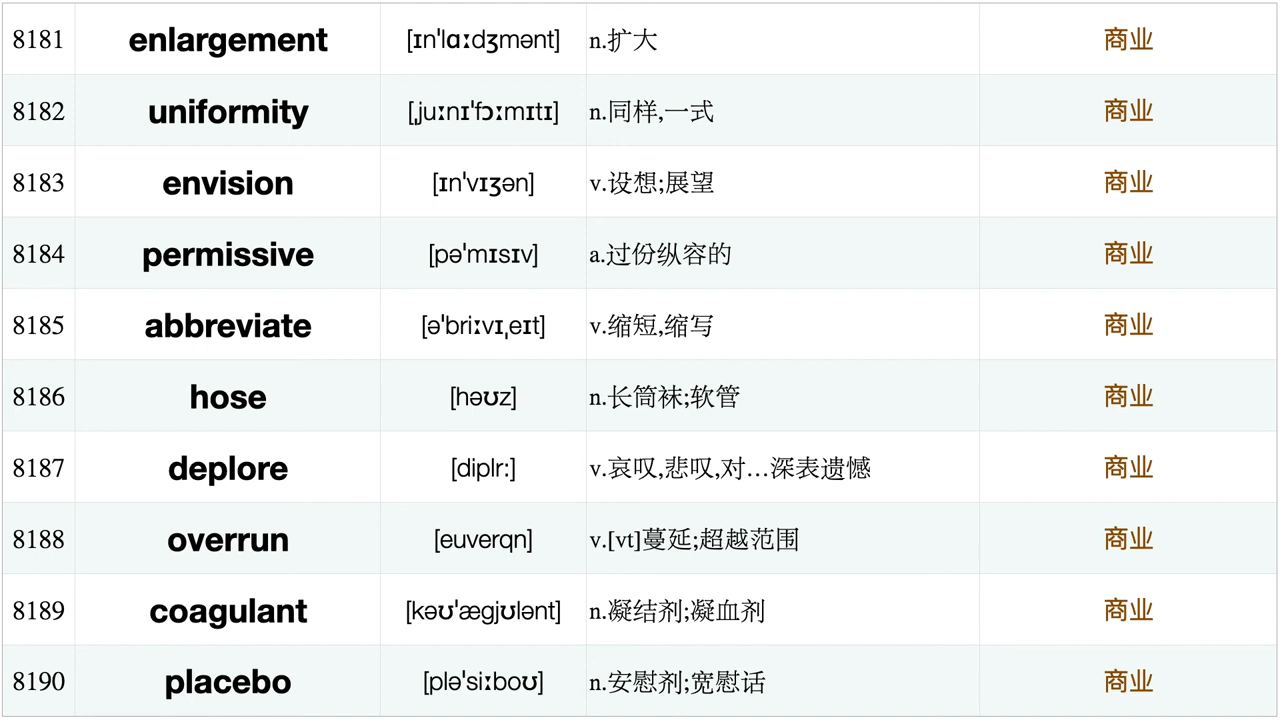 8181 enlargement [ɪnˈlɑːdʒmənt] n.扩大 商业
8182 uniformity [ˌjuːnɪˈfɔːmɪtɪ] n.同样,一式 商业
8183 envision [ɪnˈvɪʒən] v.设想;展望 商业
8184 permissive [pəˈmɪsɪv] a.过份纵容的 商业
8185 abbreviate [əˈbriːvɪˌeɪt] v.缩短,缩写 商业
8186 hose [həʊz] n.长筒袜;软管 商业
8187 deplore [diplr:] v.哀叹,悲叹,对…深表遗憾 商业
8188 overrun [euverqn] v.[vt]蔓延;超越范围 商业
8189 coagulant [kəʊˈægjʊlənt] n.凝结剂;凝血剂 商业
8190 placebo [pləˈsiːboʊ] n.安慰剂;宽慰话 商业